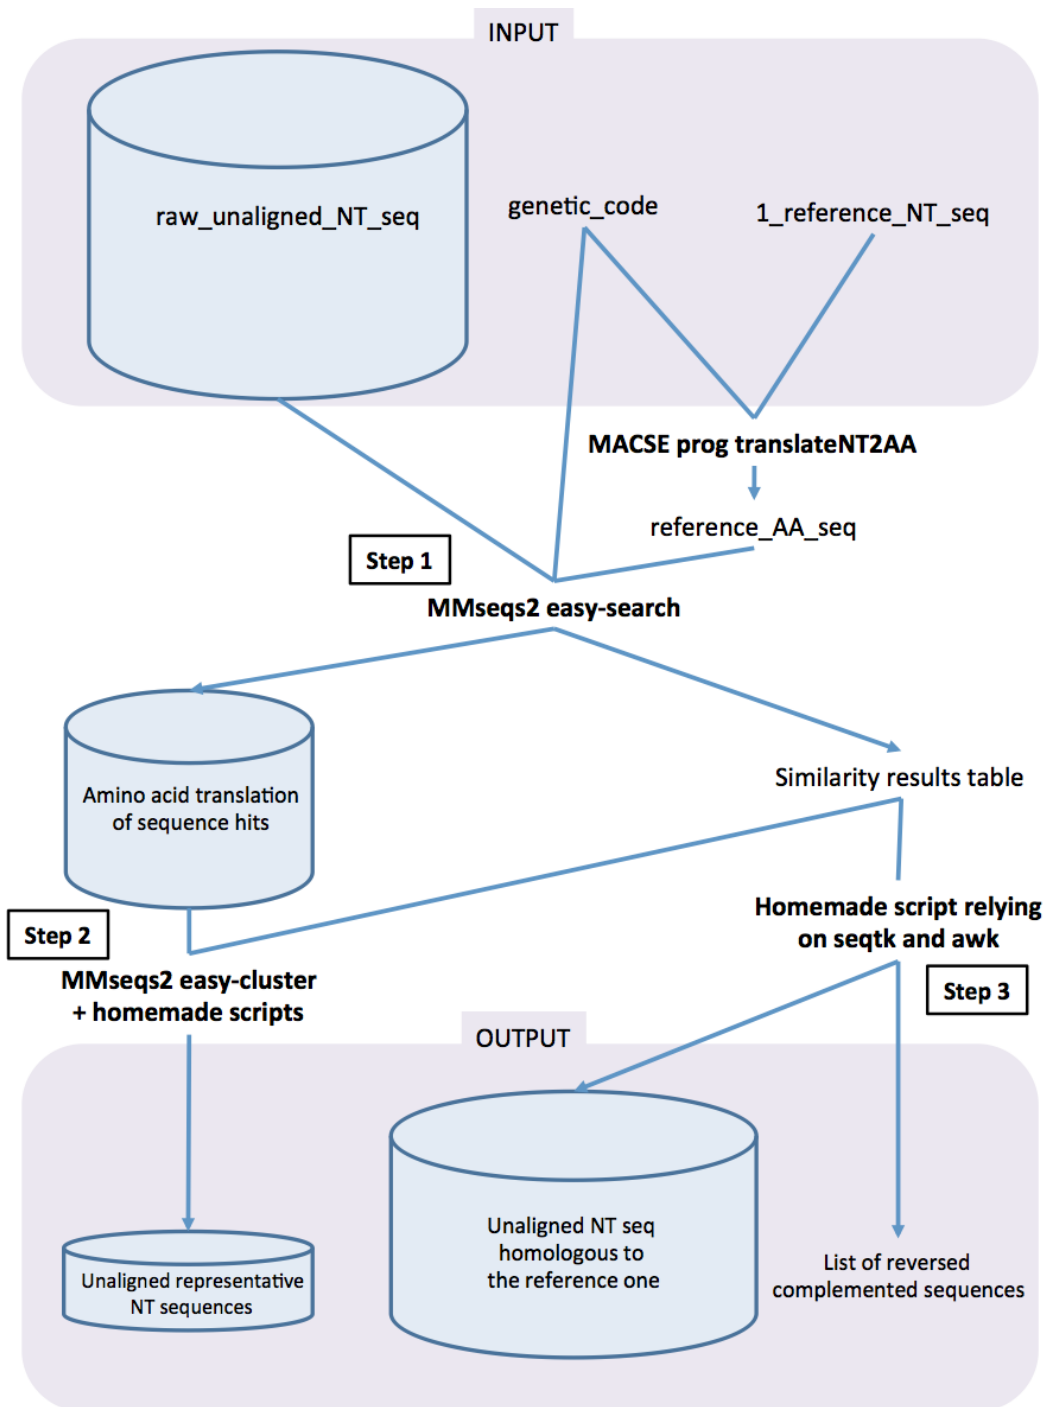 INPUT
raw_unaligned_NT_seq
genetic_code
1_reference_NT_seq
MACSE prog translateNT2AA
reference_AA_seq
Step 1
MMseqs2 easy-search
Amino acid translation
of sequence hits
Similarity results table
Step 2
MMseqs2 easy-cluster
+ homemade scripts
Homemade script relying
on seqtk and awk
Step 3
OUTPUT
Unaligned representative
NT sequences
Unaligned NT seq
homologous to
the reference one
List of reversed
complemented sequences